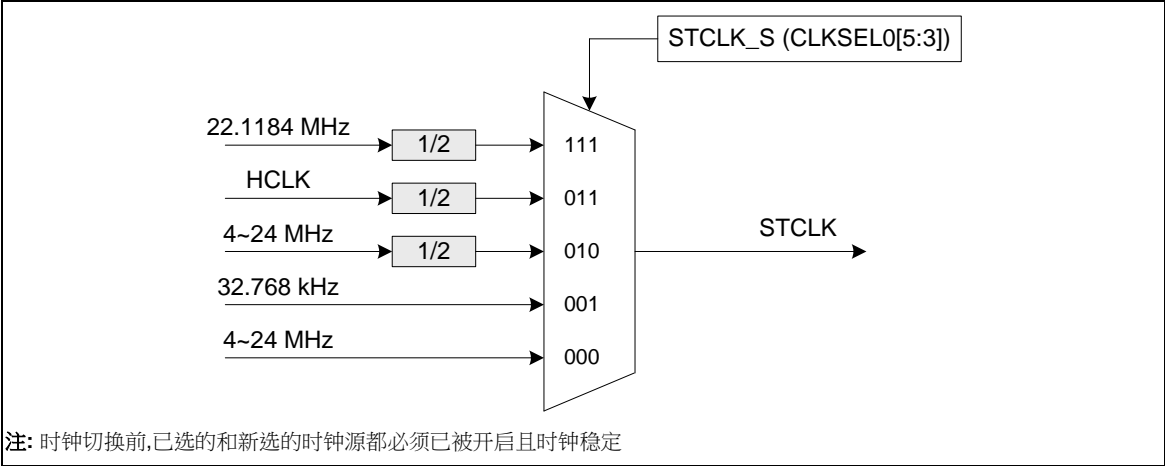 STCLK_S (CLKSEL0[5:3])
22.1184 MHz
1/2
111
HCLK
1/2
011
4~24 MHz
1/2
010
STCLK
32.768 kHz
001
4~24 MHz
000
注: 时钟切换前,已选的和新选的时钟源都必须已被开启且时钟稳定